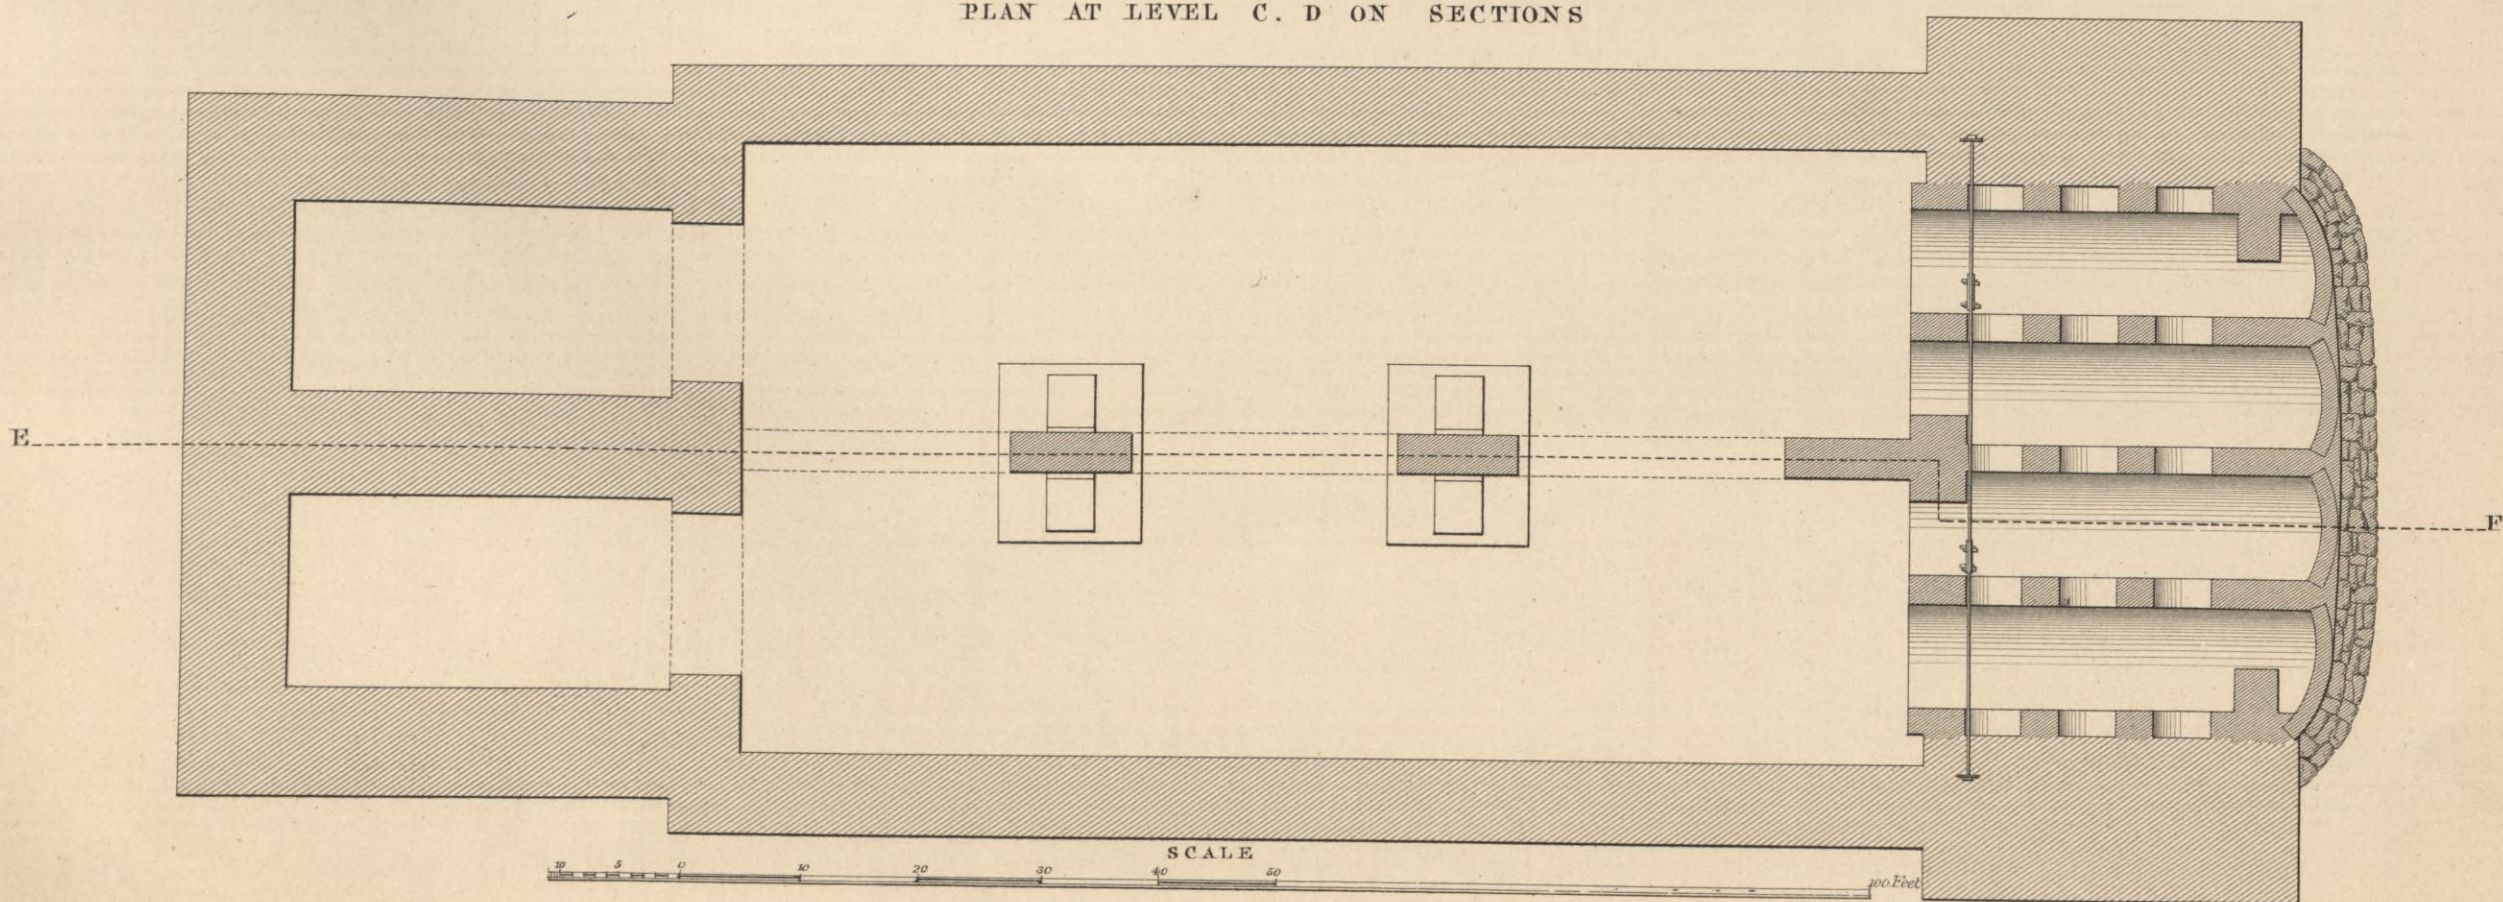 PLAN AT LEVEL C. D ON SECTIONS
E
F
SCALE
10 5 0 10 20 30 40 50 100 Feet